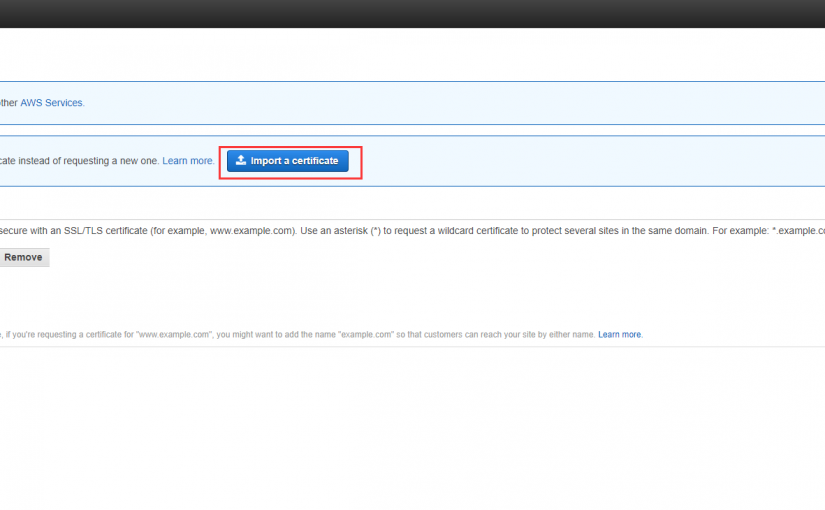 ther AWS Services.
cate instead of requesting a new one. Learn more. Import a certificate
secure with an SSL/TLS certificate (for example, www.example.com). Use an asterisk (*) to request a wildcard certificate to protect several sites in the same domain. For example: *.example.co
Remove
, if you're requesting a certificate for "www.example.com", you might want to add the name "example.com" so that customers can reach your site by either name. Learn more.